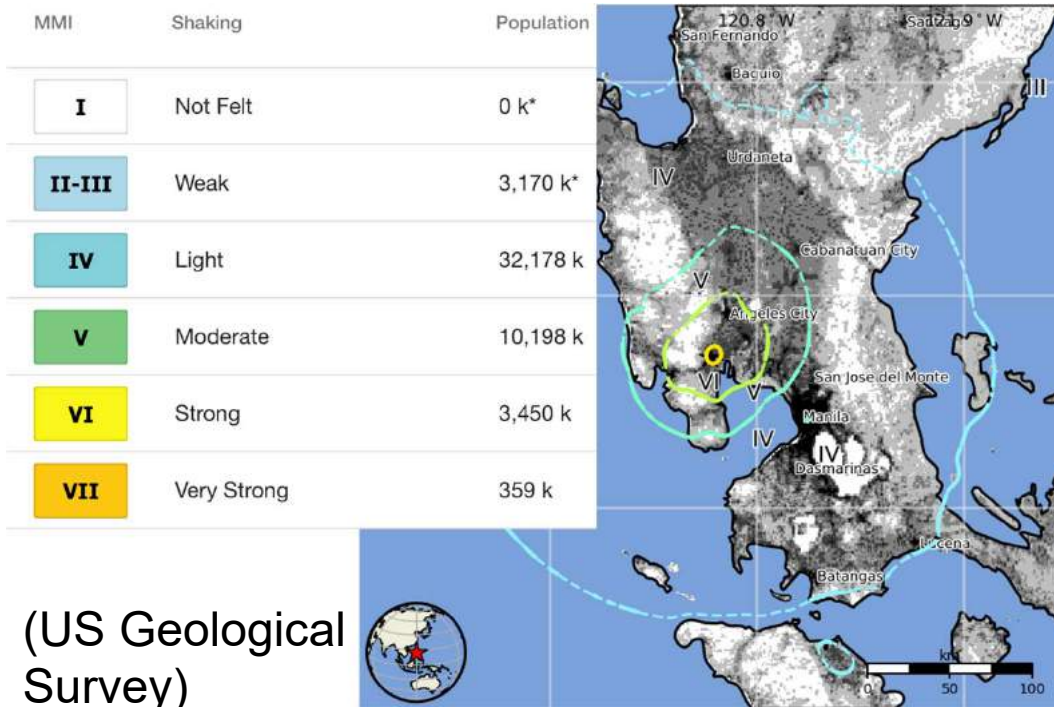 MMI Shaking Population
I Not Felt 0 k*
II-III Weak 3,170 k*
IV Light 32,178 k
V Moderate 10,198 k
VI Strong 3,450 k
VII Very Strong 359 k
120.8°W 121.9°W
San Fernando
Baguio
III
Urdaneta
IV
Cabanatuan City
V
Angeles City
VI
V
San Jose del Monte
Manila
IV
IV
Dasmarinas
Lucena
Batangas
km
0 50 100
(US Geological
Survey)